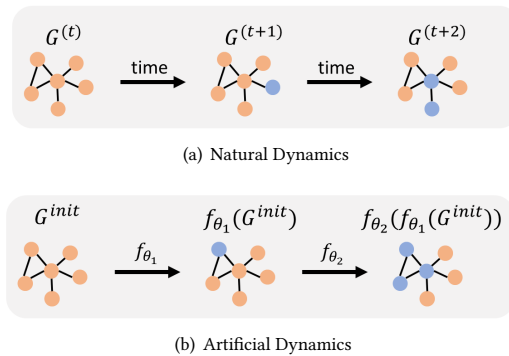 G^(t) G^(t+1) G^(t+2)
time time
(a) Natural Dynamics
G^init f_θ₁(G^init) f_θ₂(f_θ₁(G^init))
f_θ₁ f_θ₂
(b) Artificial Dynamics